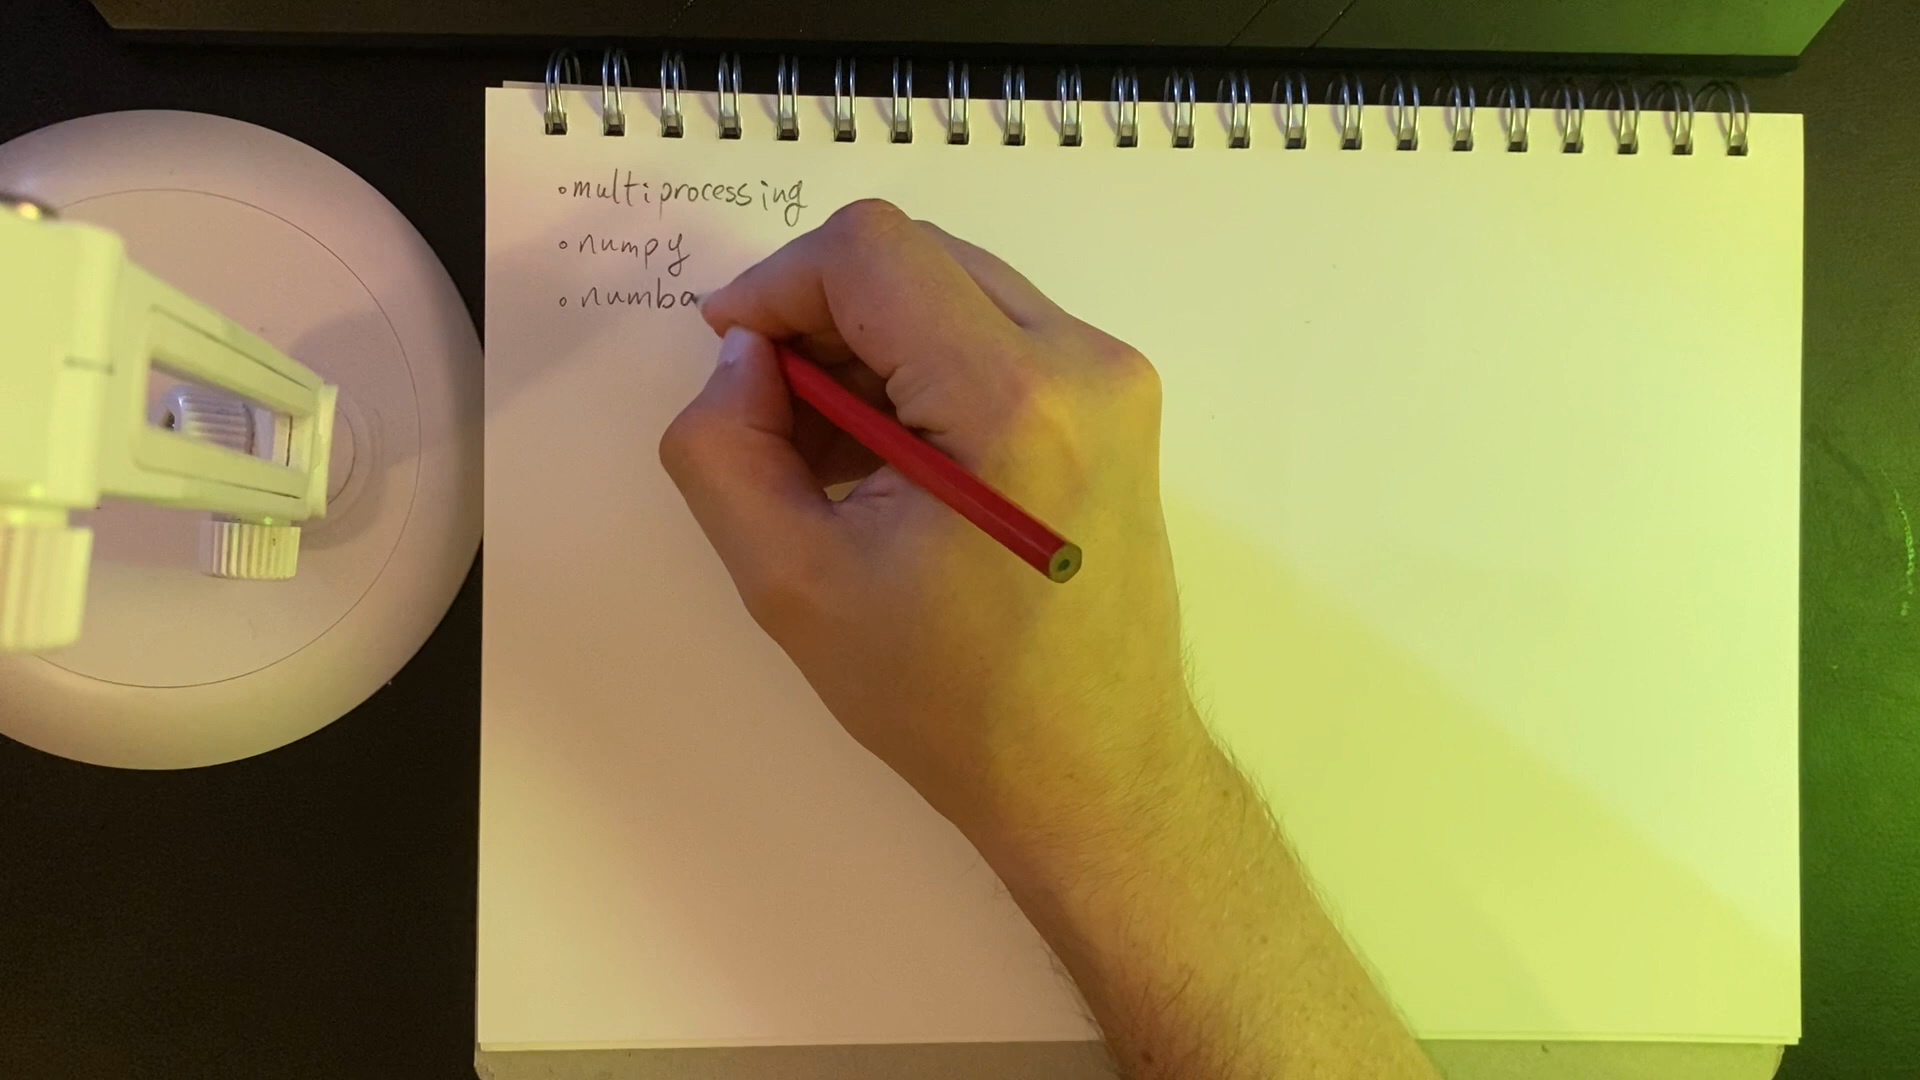 ◦ multiprocessing
◦ numpy
◦ numba